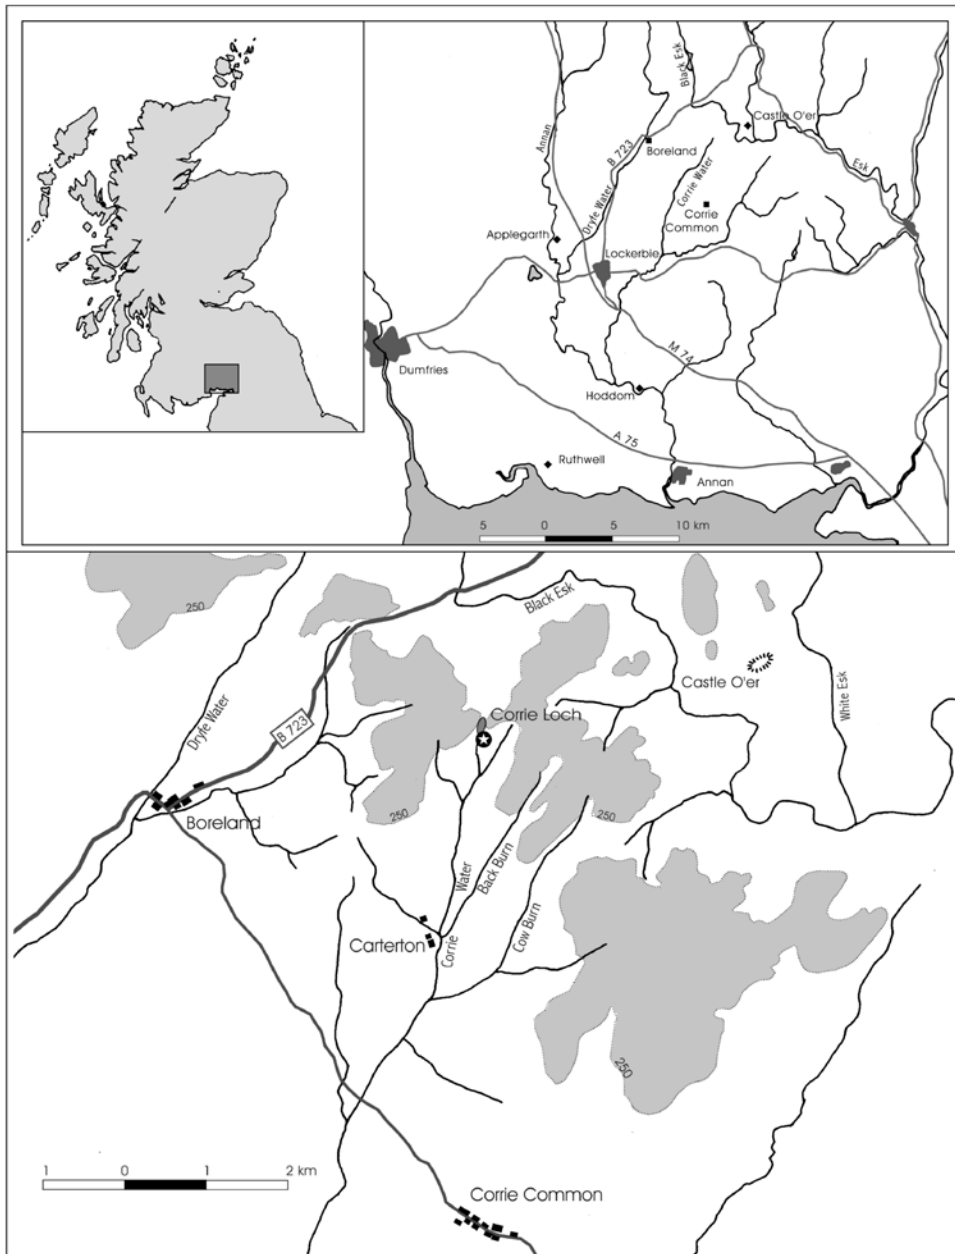 Black Esk
Castle O'er
Annan
B 723
Boreland
Corrie Water
Esk
Dryfe Water
Corrie
Common
Applegarth
Lockerbie
M 74
Dumfries
Hoddom
A 75
Ruthwell
Annan
5 0 5 10 km
250
Black Esk
Castle O'er
White Esk
Dryfe Water
Corrie Loch
B 723
250
250
Boreland
Water
Back Burn
Cow Burn
Carterton
Corrie
250
1 0 1 2 km
Corrie Common